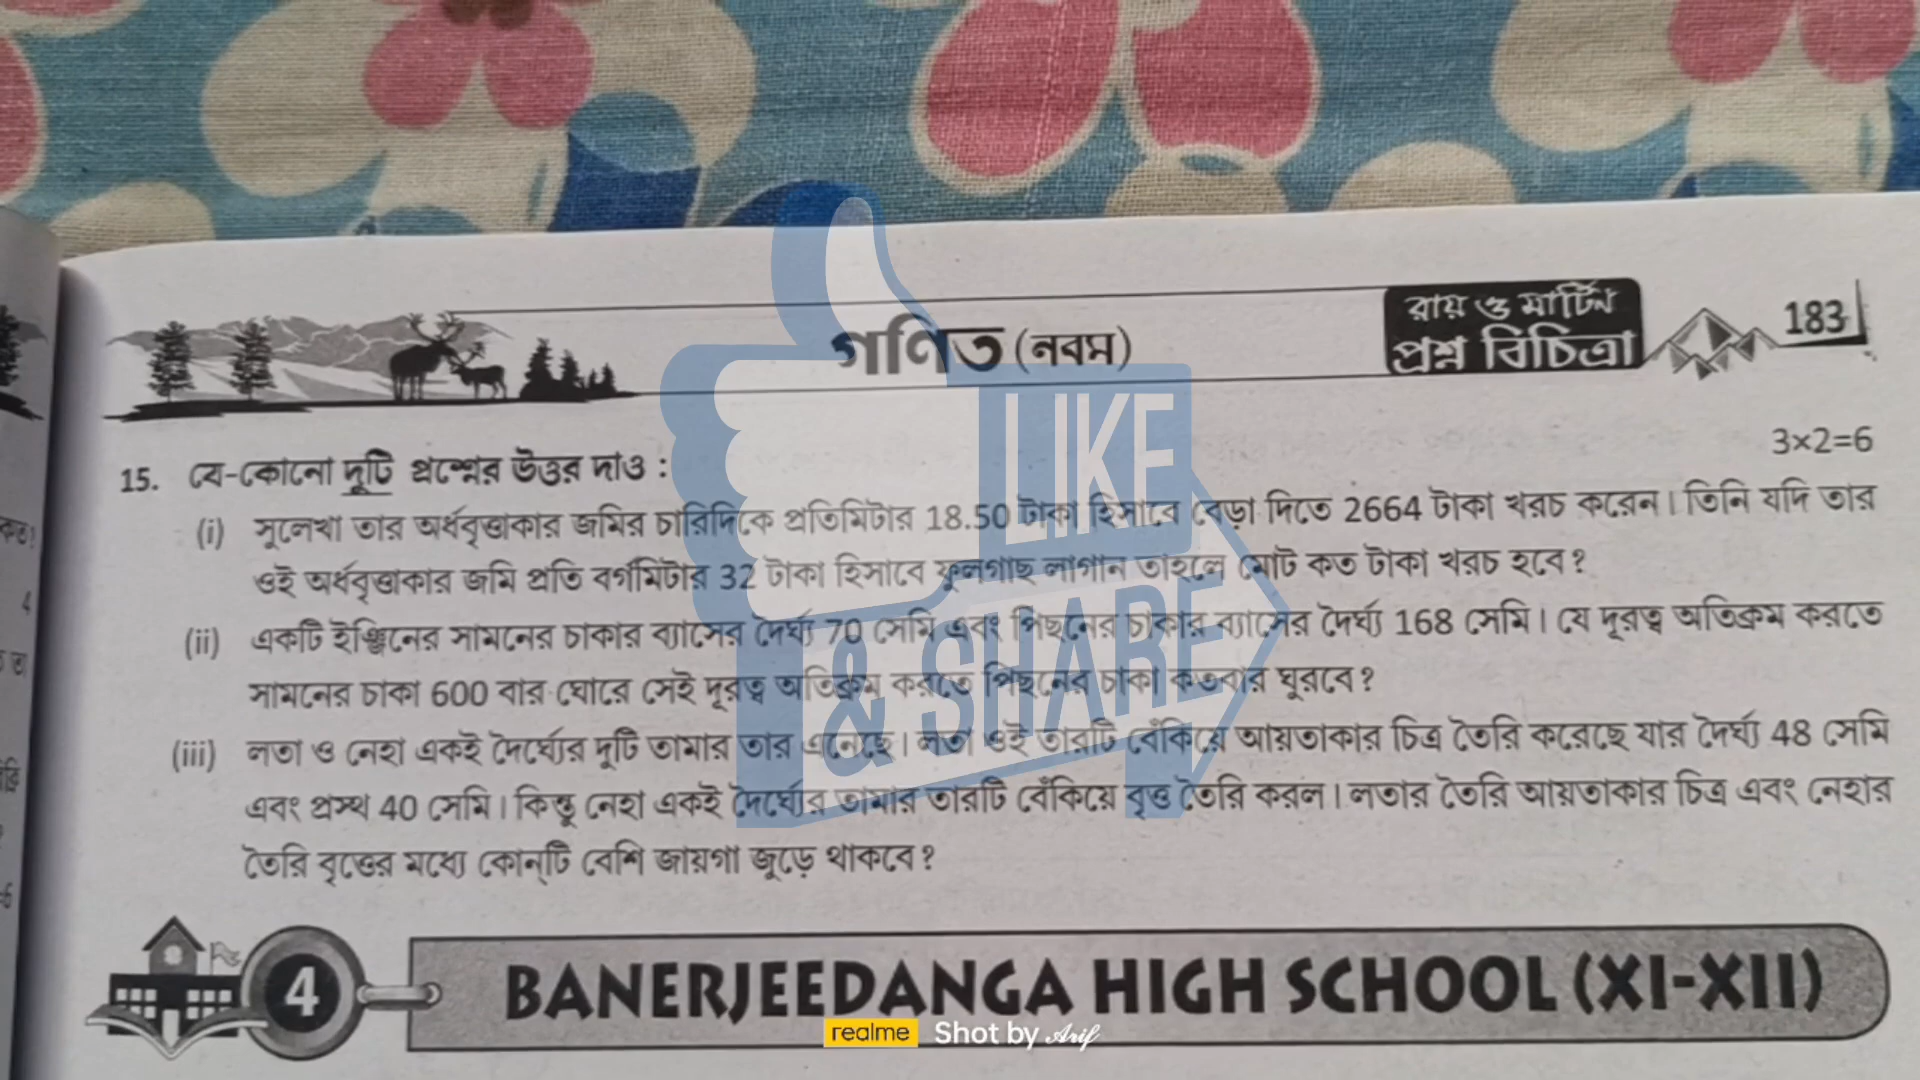 গণিত (নবম)
রায় ও মার্টিন
প্রশ্ন বিচিত্রা
183
15. যে-কোনো দুটি প্রশ্নের উত্তর দাও :
3×2=6
(i) সুলেখা তার অর্ধবৃত্তাকার জমির চারিদিকে প্রতিমিটার 18.50 টাকা হিসাবে বেড়া দিতে 2664 টাকা খরচ করেন। তিনি যদি তার
ওই অর্ধবৃত্তাকার জমি প্রতি বর্গমিটার 32 টাকা হিসাবে ফুলগাছ লাগান তাহলে মোট কত টাকা খরচ হবে?
(ii) একটি ইঞ্জিনের সামনের চাকার ব্যাসের দৈর্ঘ্য 70 সেমি এবং পিছনের চাকার ব্যাসের দৈর্ঘ্য 168 সেমি। যে দূরত্ব অতিক্রম করতে
সামনের চাকা 600 বার ঘোরে সেই দূরত্ব অতিক্রম করতে পিছনের চাকা কতবার ঘুরবে?
(iii) লতা ও নেহা একই দৈর্ঘ্যের দুটি তামার তার এনেছে। লতা ওই তারটি বেঁকিয়ে আয়তাকার চিত্র তৈরি করেছে যার দৈর্ঘ্য 48 সেমি
এবং প্রস্থ 40 সেমি। কিন্তু নেহা একই দৈর্ঘ্যের তামার তারটি বেঁকিয়ে বৃত্ত তৈরি করল। লতার তৈরি আয়তাকার চিত্র এবং নেহার
তৈরি বৃত্তের মধ্যে কোন্‌টি বেশি জায়গা জুড়ে থাকবে?
LIKE
& SHARE
4 BANERJEEDANGA HIGH SCHOOL (XI-XII)
realme Shot by Arif